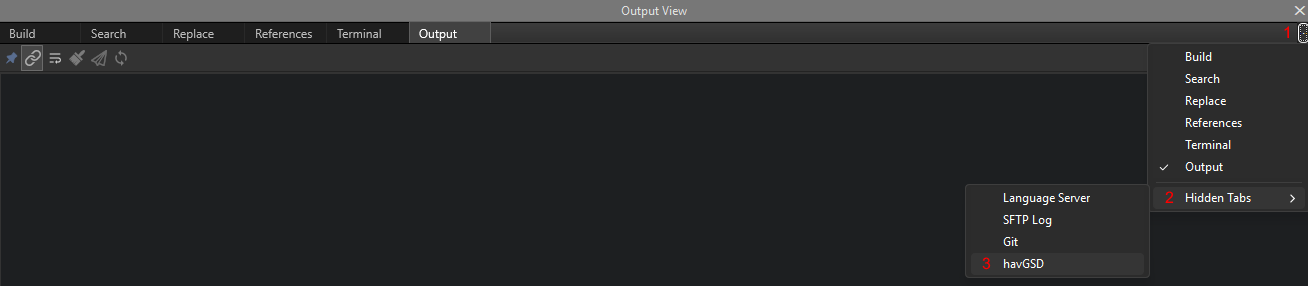 Output View
Build
Search
Replace
References
Terminal
Output
1
Build
Search
Replace
References
Terminal
Output
2 Hidden Tabs
Language Server
SFTP Log
Git
3 havGSD